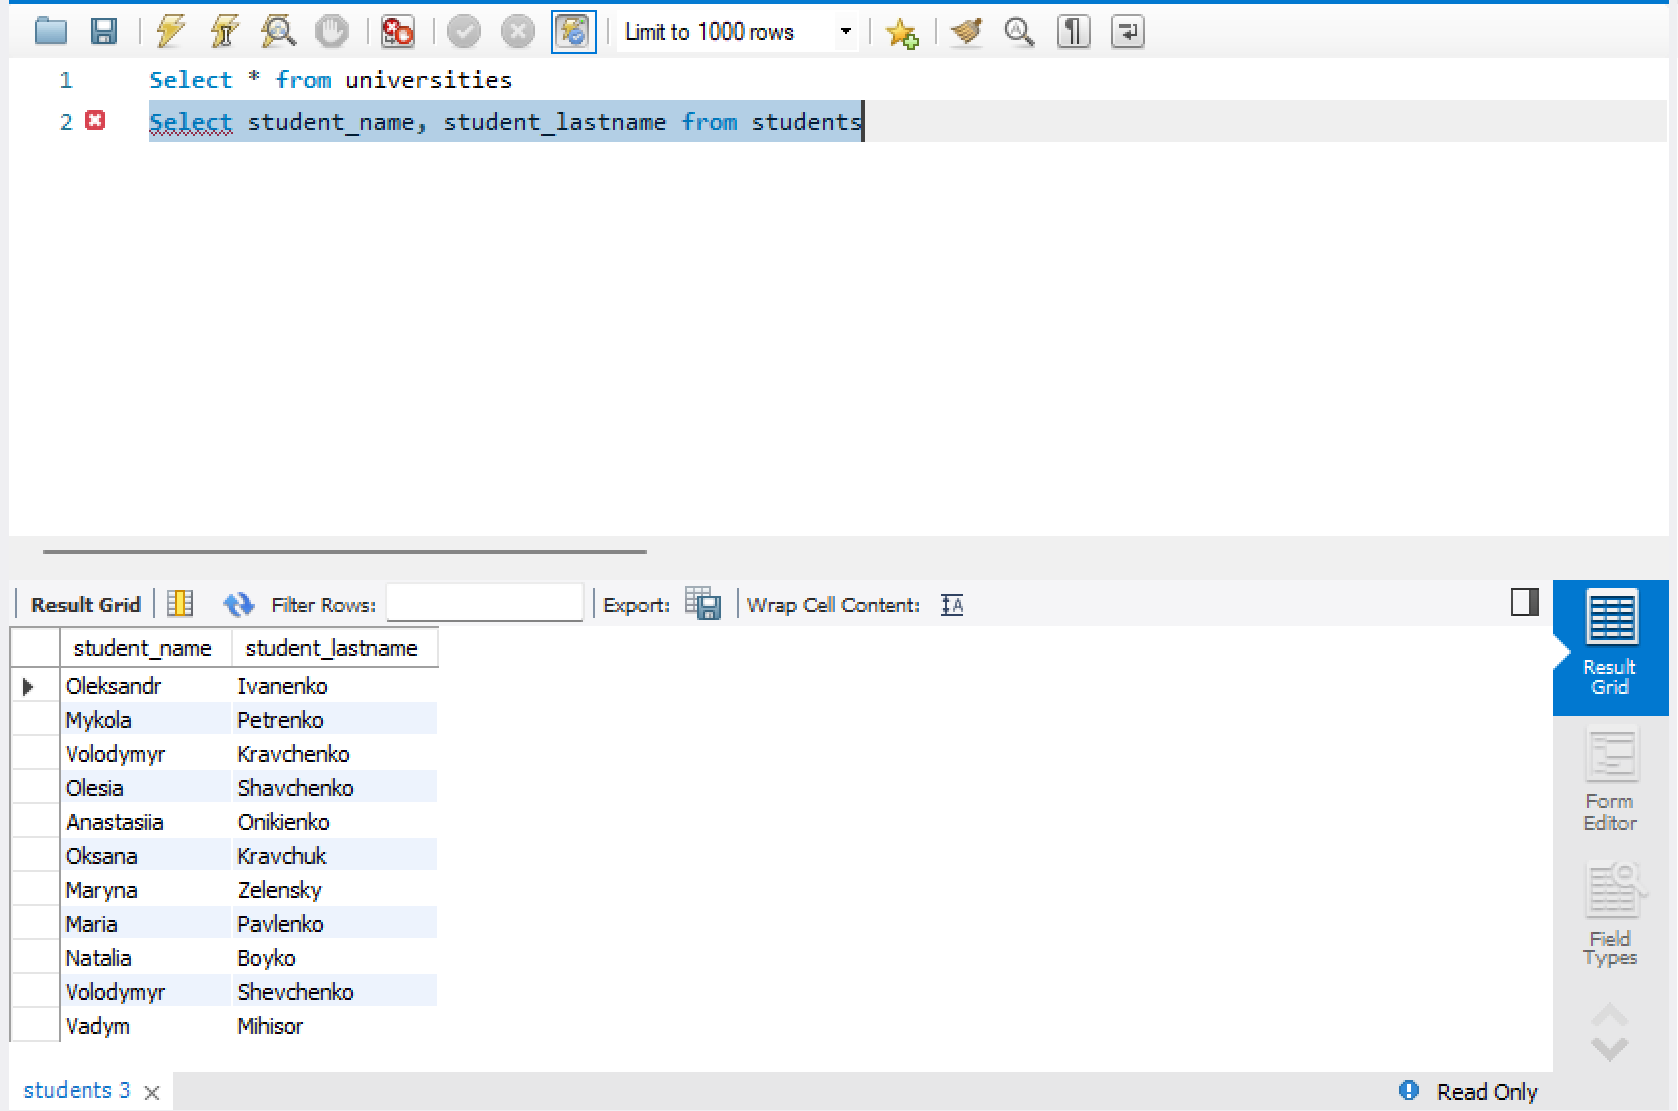 Limit to 1000 rows
1 Select * from universities
2 Select student_name, student_lastname from students
Result Grid Filter Rows: Export: Wrap Cell Content: A
student_name student_lastname
Oleksandr Ivanenko
Mykola Petrenko
Volodymyr Kravchenko
Olesia Shavchenko
Anastasiia Onikienko
Oksana Kravchuk
Maryna Zelensky
Maria Pavlenko
Natalia Boyko
Volodymyr Shevchenko
Vadym Mihisor
Result
Grid
Form
Editor
Field
Types
students 3 Read Only